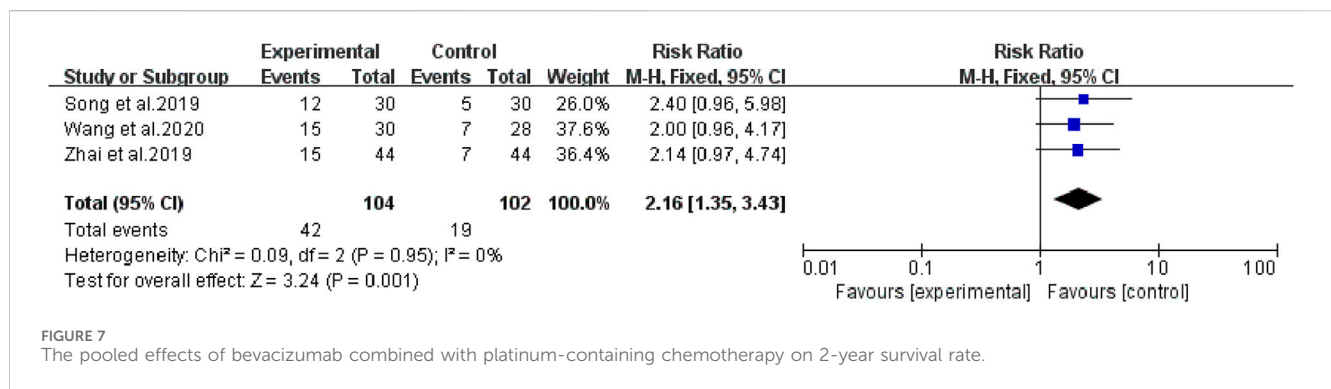 Experimental Control Risk Ratio Risk Ratio
Study or Subgroup Events Total Events Total Weight M-H, Fixed, 95% CI M-H, Fixed, 95% CI
Song et al.2019 12 30 5 30 26.0% 2.40 [0.96, 5.98]
Wang et al.2020 15 30 7 28 37.6% 2.00 [0.96, 4.17]
Zhai et al.2019 15 44 7 44 36.4% 2.14 [0.97, 4.74]
Total (95% CI) 104 102 100.0% 2.16 [1.35, 3.43]
Total events 42 19
Heterogeneity: Chi² = 0.09, df = 2 (P = 0.95); I² = 0%
Test for overall effect: Z = 3.24 (P = 0.001)
0.01 0.1 1 10 100
Favours [experimental] Favours [control]
FIGURE 7
The pooled effects of bevacizumab combined with platinum-containing chemotherapy on 2-year survival rate.